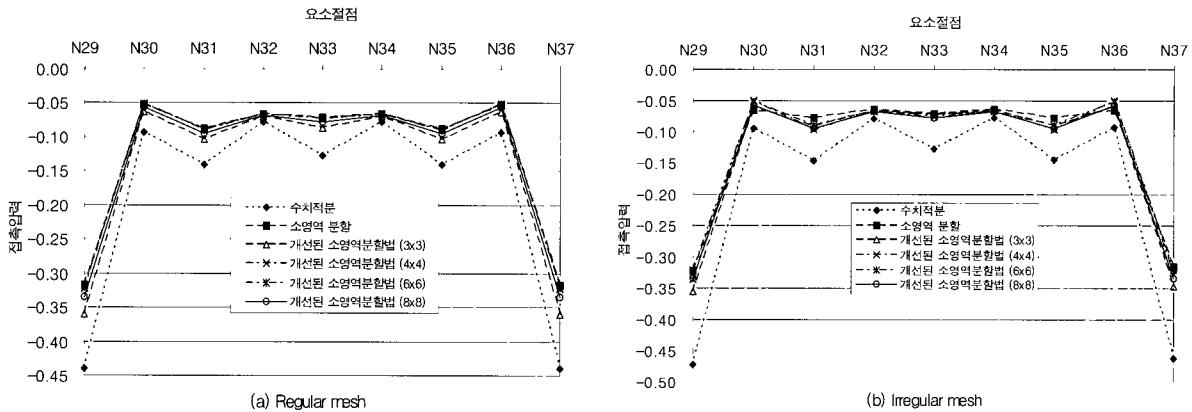 요소절점
N29 N30 N31 N32 N33 N34 N35 N36 N37
0.00
-0.05
-0.10
-0.15
-0.20
-0.25
-0.30
-0.35
-0.40
-0.45
접촉압력
수치적분
소영역 분할
개선된 소영역분할법 (3x3)
개선된 소영역분할법 (4x4)
개선된 소영역분할법 (6x6)
개선된 소영역분할법 (8x8)
(a) Regular mesh
요소절점
N29 N30 N31 N32 N33 N34 N35 N36 N37
0.00
-0.05
-0.10
-0.15
-0.20
-0.25
-0.30
-0.35
-0.40
-0.45
-0.50
접촉압력
수치적분
소영역 분할
개선된 소영역분할법 (3x3)
개선된 소영역분할법 (4x4)
개선된 소영역분할법 (6x6)
개선된 소영역분할법 (8x8)
(b) Irregular mesh